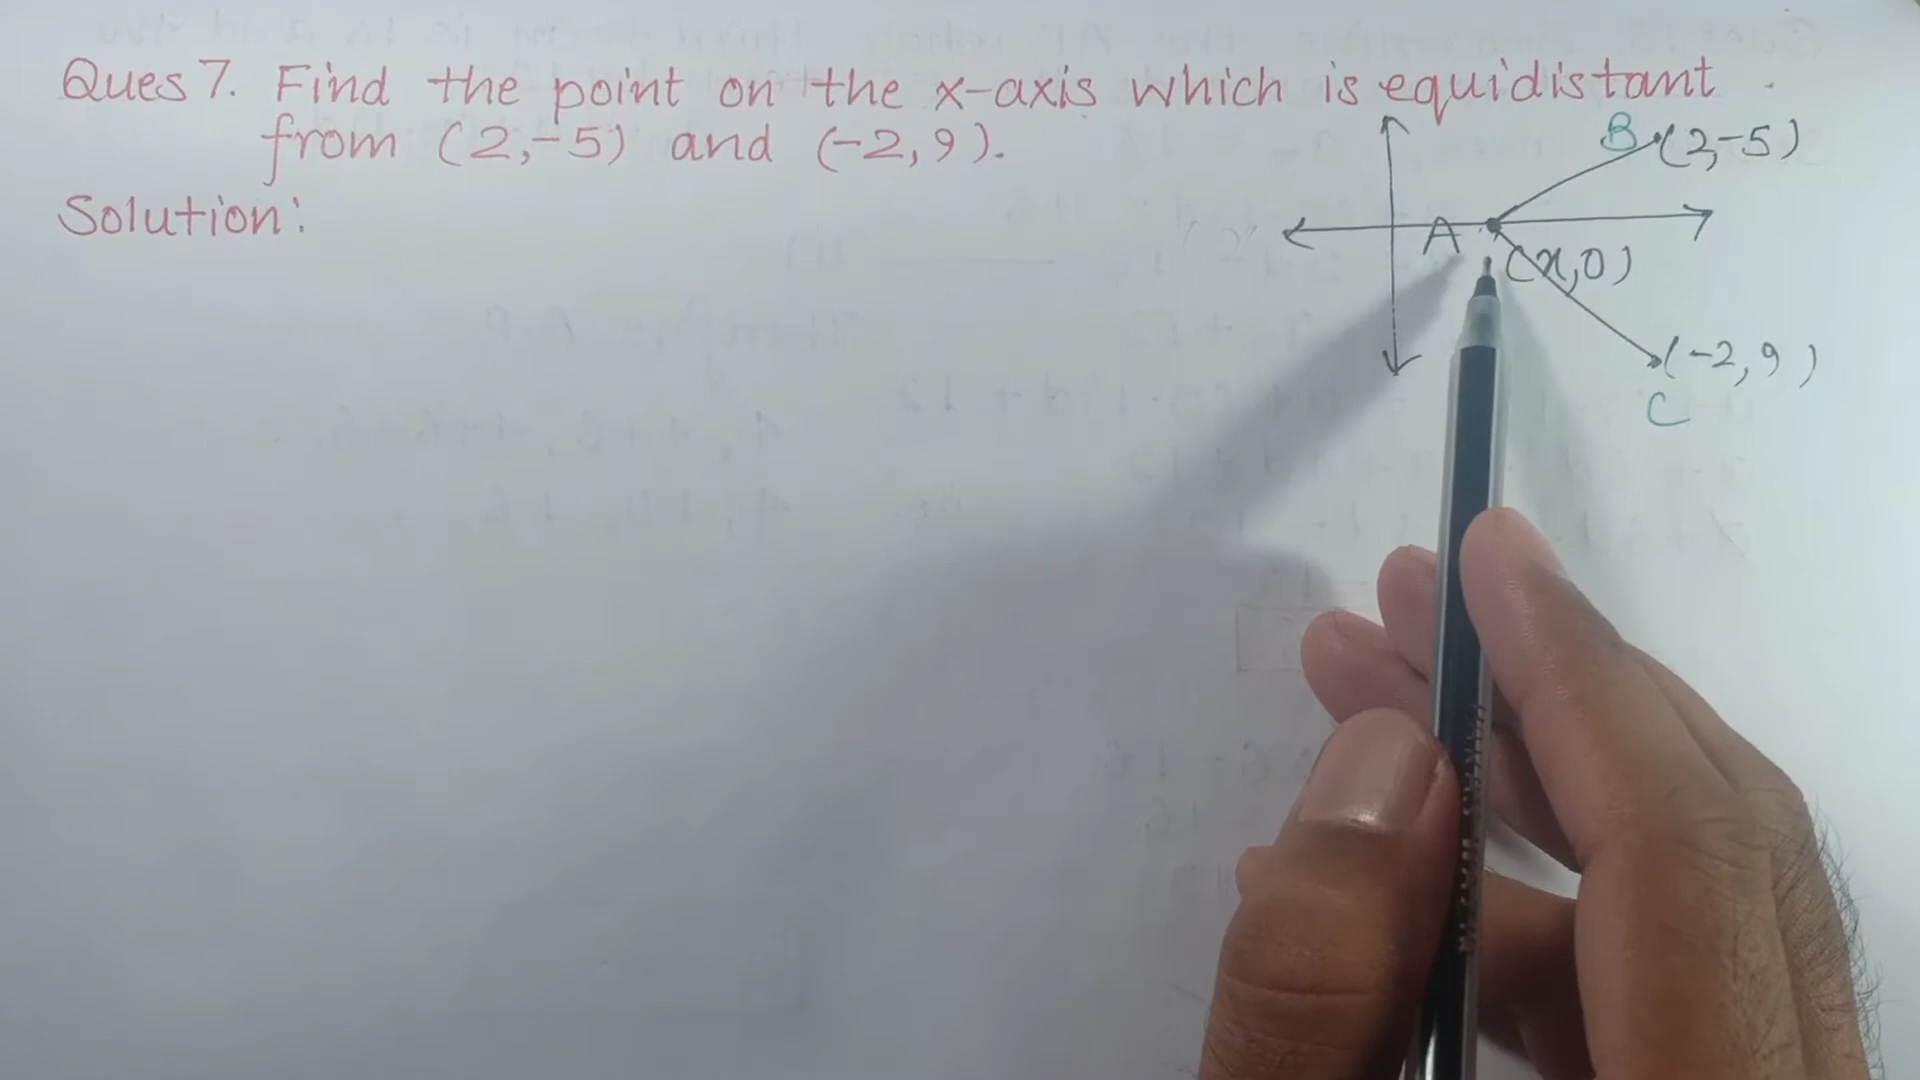 Ques 7. Find the point on the x-axis which is equidistant
from (2,-5) and (-2,9).
Solution:
B (2,-5)
A (x,0)
(-2,9)
C